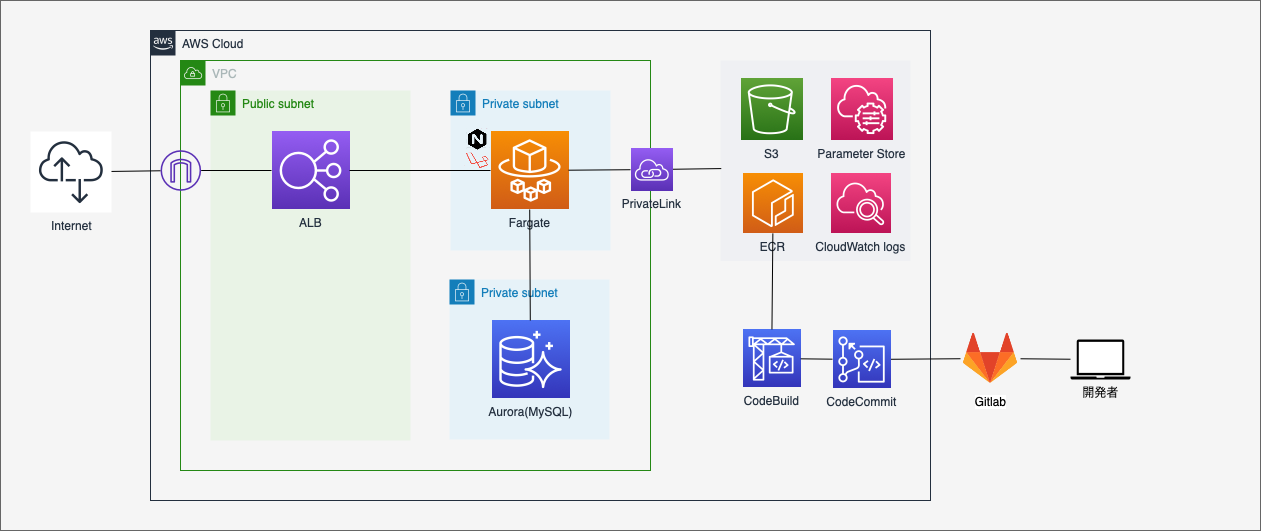 aws
AWS Cloud
VPC
Public subnet
Private subnet
N
S3
Parameter Store
Internet
ALB
Fargate
PrivateLink
ECR
CloudWatch logs
Private subnet
Aurora(MySQL)
CodeBuild
CodeCommit
Gitlab
開発者